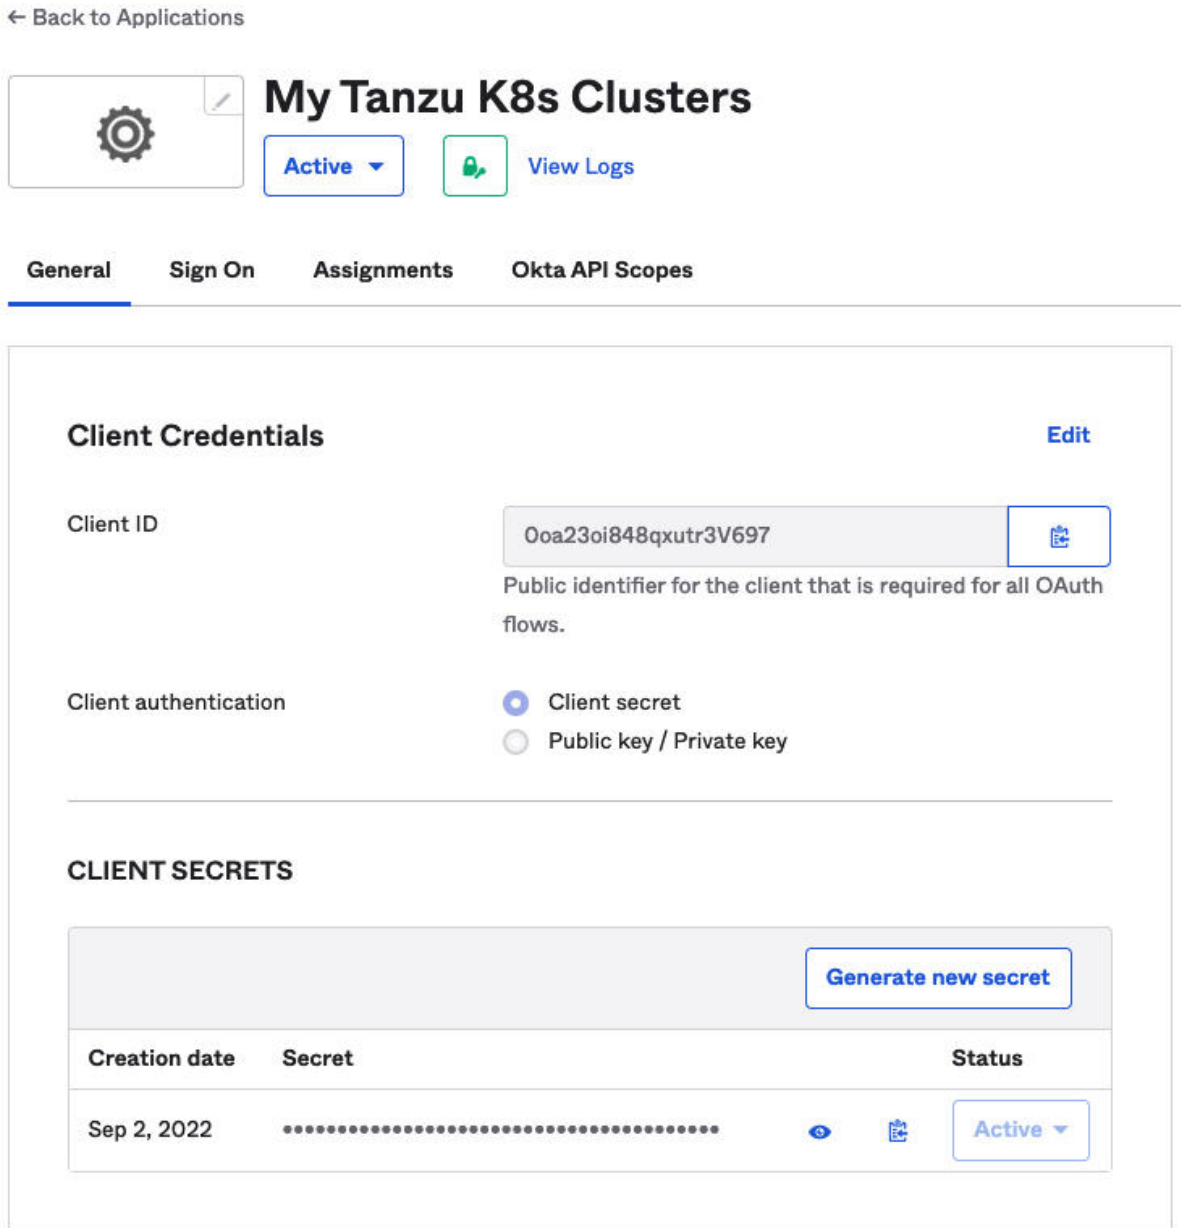 ← Back to Applications
My Tanzu K8s Clusters
Active
View Logs
General Sign On Assignments Okta API Scopes
Client Credentials
Edit
Client ID
0oa23oi848qxutr3V697
Public identifier for the client that is required for all OAuth
flows.
Client authentication
Client secret
Public key / Private key
CLIENT SECRETS
Generate new secret
Creation date Secret Status
Sep 2, 2022 •••••••••••••••••••••••••••••••••••••••• Active